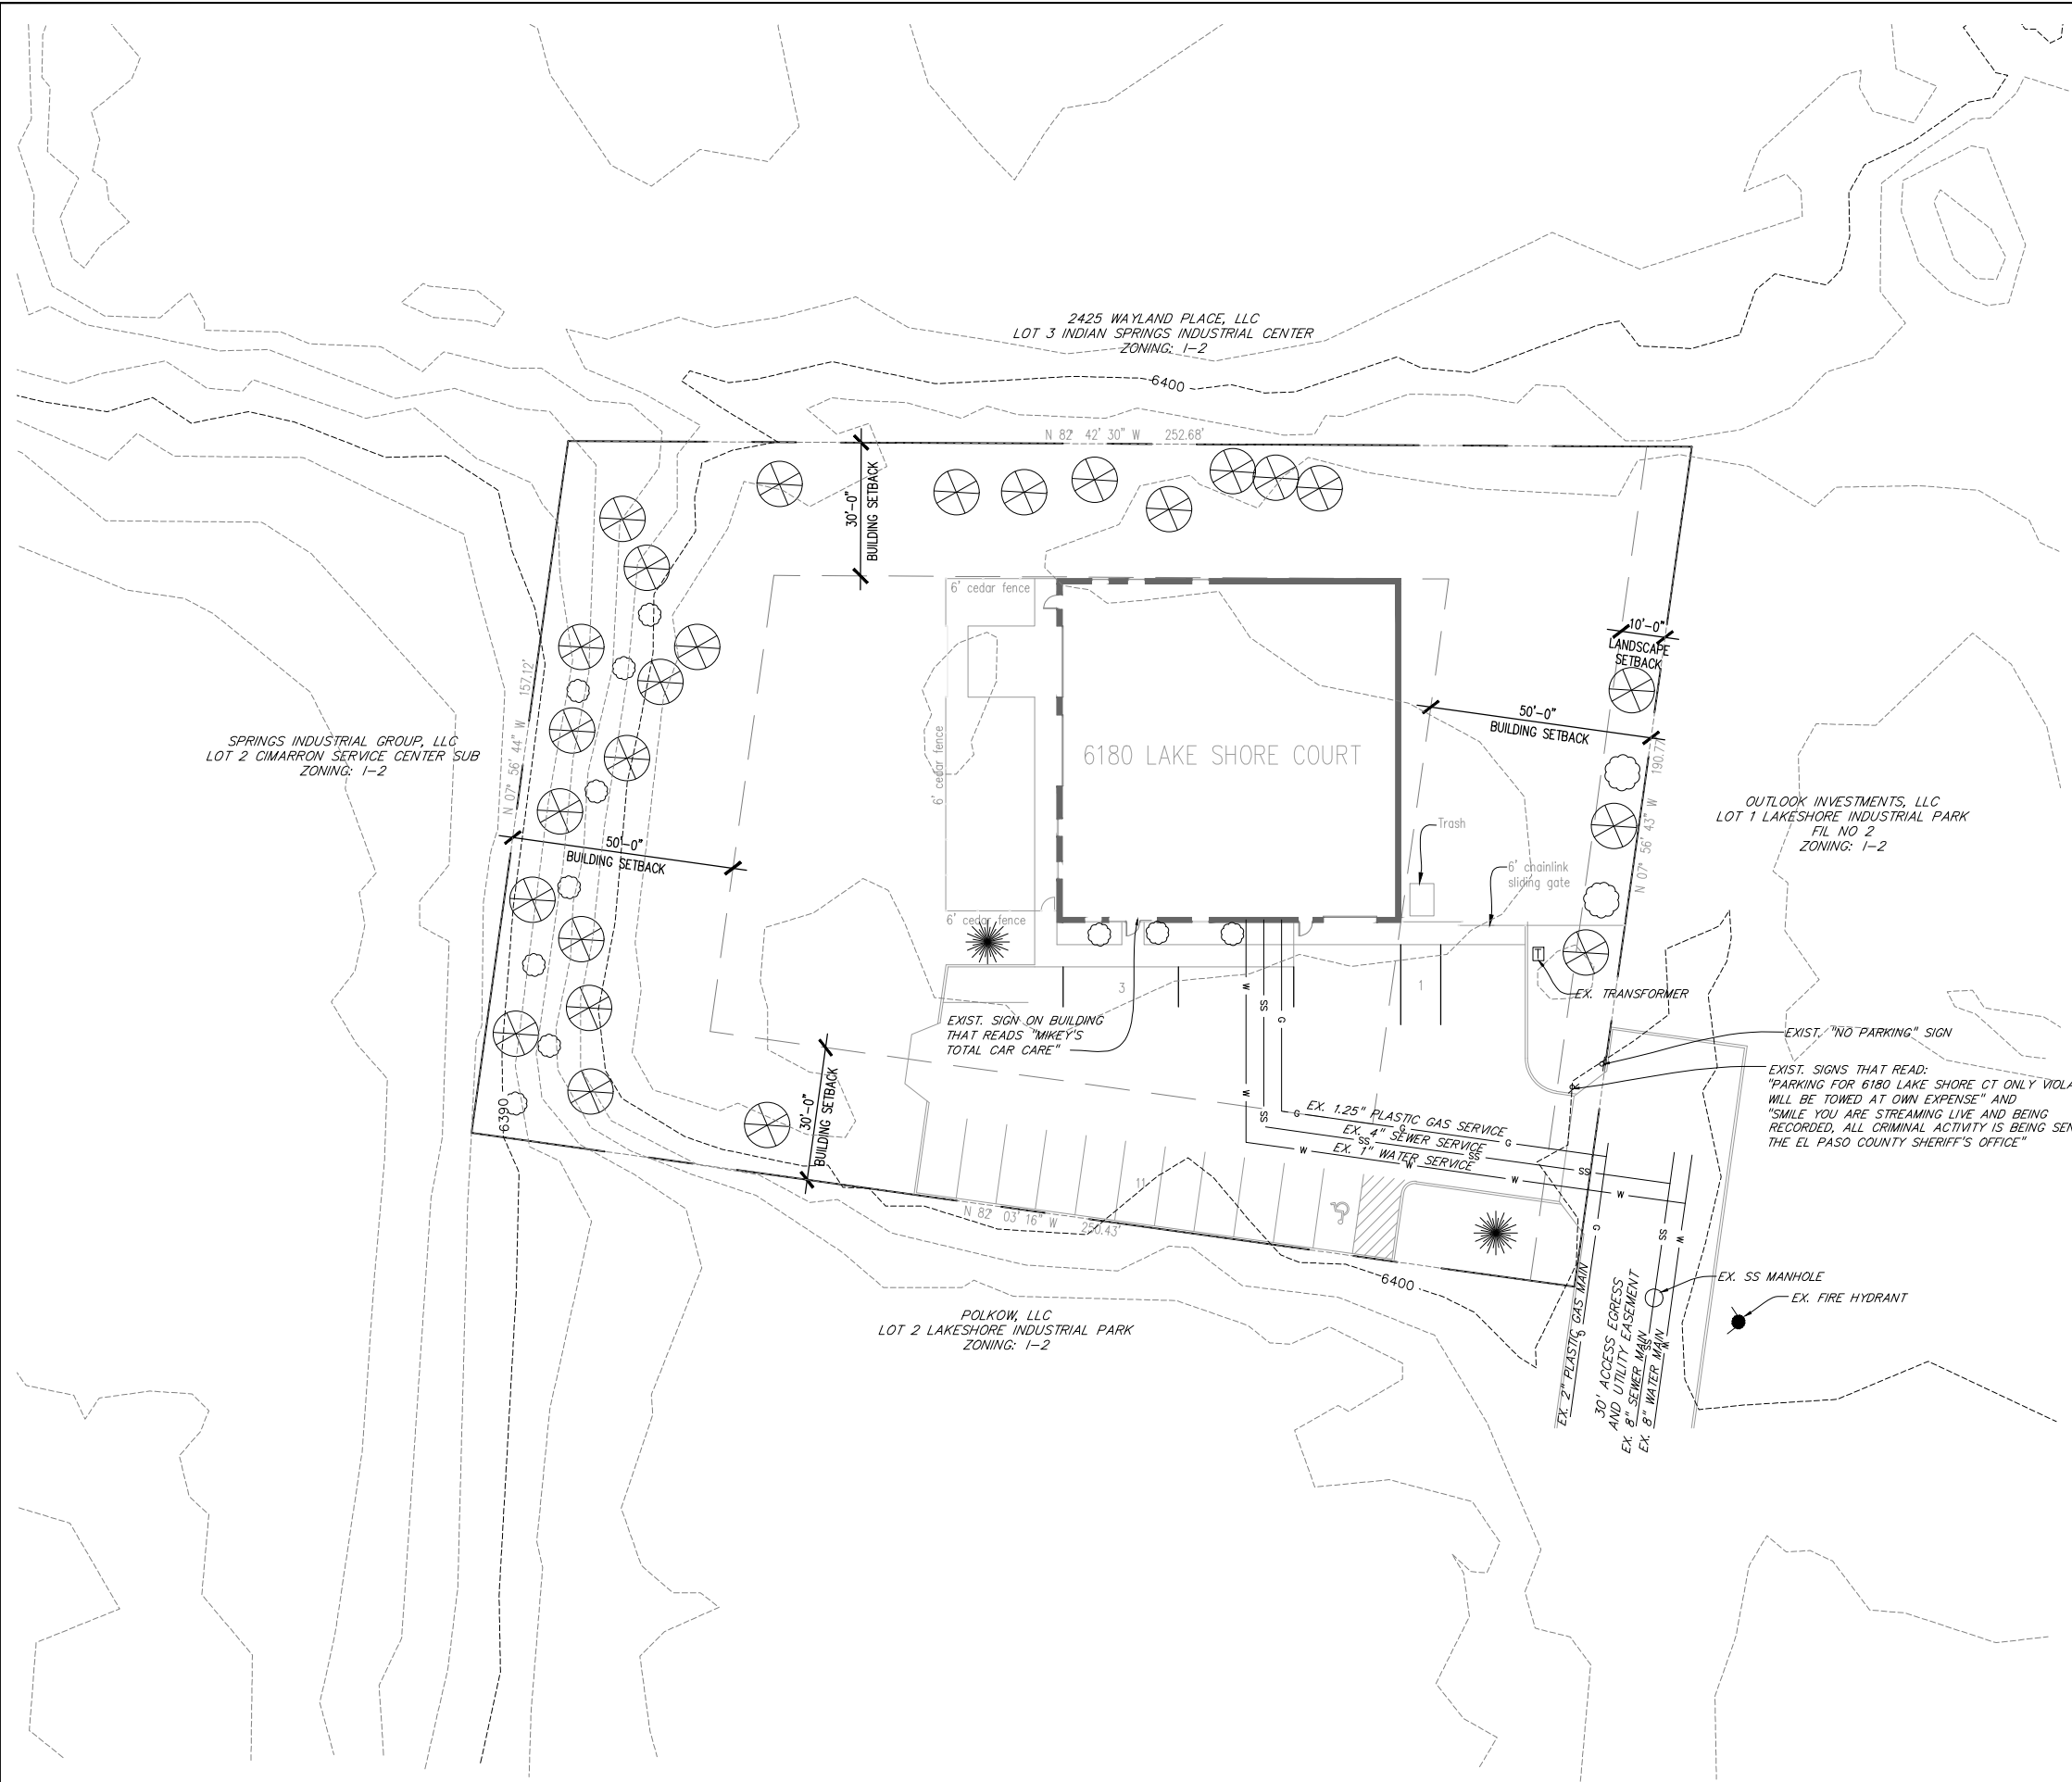 2425 WAYLAND PLACE, LLC
LOT 3 INDIAN SPRINGS INDUSTRIAL CENTER
ZONING: I-2
6400
N 82° 42' 30" W 252.68'
30'-0"
BUILDING SETBACK
6' cedar fence
10'-0"
LANDSCAPE
SETBACK
157.12'
N 07° 56' 44" W
50'-0"
BUILDING SETBACK
6' cedar fence
6180 LAKE SHORE COURT
SPRINGS INDUSTRIAL GROUP, LLC
LOT 2 CIMARRON SERVICE CENTER SUB
ZONING: I-2
190.77
N 07° 56' 43" W
OUTLOOK INVESTMENTS, LLC
LOT 1 LAKESHORE INDUSTRIAL PARK
FIL NO 2
ZONING: I-2
Trash
50'-0"
BUILDING SETBACK
6' chainlink
sliding gate
6' cedar fence
T
3
1
EX. TRANSFORMER
W
SS
G
EXIST. SIGN ON BUILDING
THAT READS "MIKEY'S
TOTAL CAR CARE"
EXIST. "NO PARKING" SIGN
EXIST. SIGNS THAT READ:
"PARKING FOR 6180 LAKE SHORE CT ONLY VIOLA
WILL BE TOWED AT OWN EXPENSE" AND
"SMILE YOU ARE STREAMING LIVE AND BEING
RECORDED, ALL CRIMINAL ACTIVITY IS BEING SEN
THE EL PASO COUNTY SHERIFF'S OFFICE"
6390
30'-0"
BUILDING SETBACK
W
SS
G
EX. 1.25" PLASTIC GAS SERVICE
G
G
SS
EX. 4" SEWER SERVICE
SS
SS
W
EX. 1" WATER SERVICE
W
W
W
11
N 82° 03' 16" W 250.43'
G
SS
W
6400
EX. SS MANHOLE
EX. FIRE HYDRANT
EX. 2" PLASTIC GAS MAIN
G
30' ACCESS EGRESS
AND UTILITY EASEMENT
EX. 8" SEWER MAIN
SS
EX. 8" WATER MAIN
W
POLKOW, LLC
LOT 2 LAKESHORE INDUSTRIAL PARK
ZONING: I-2